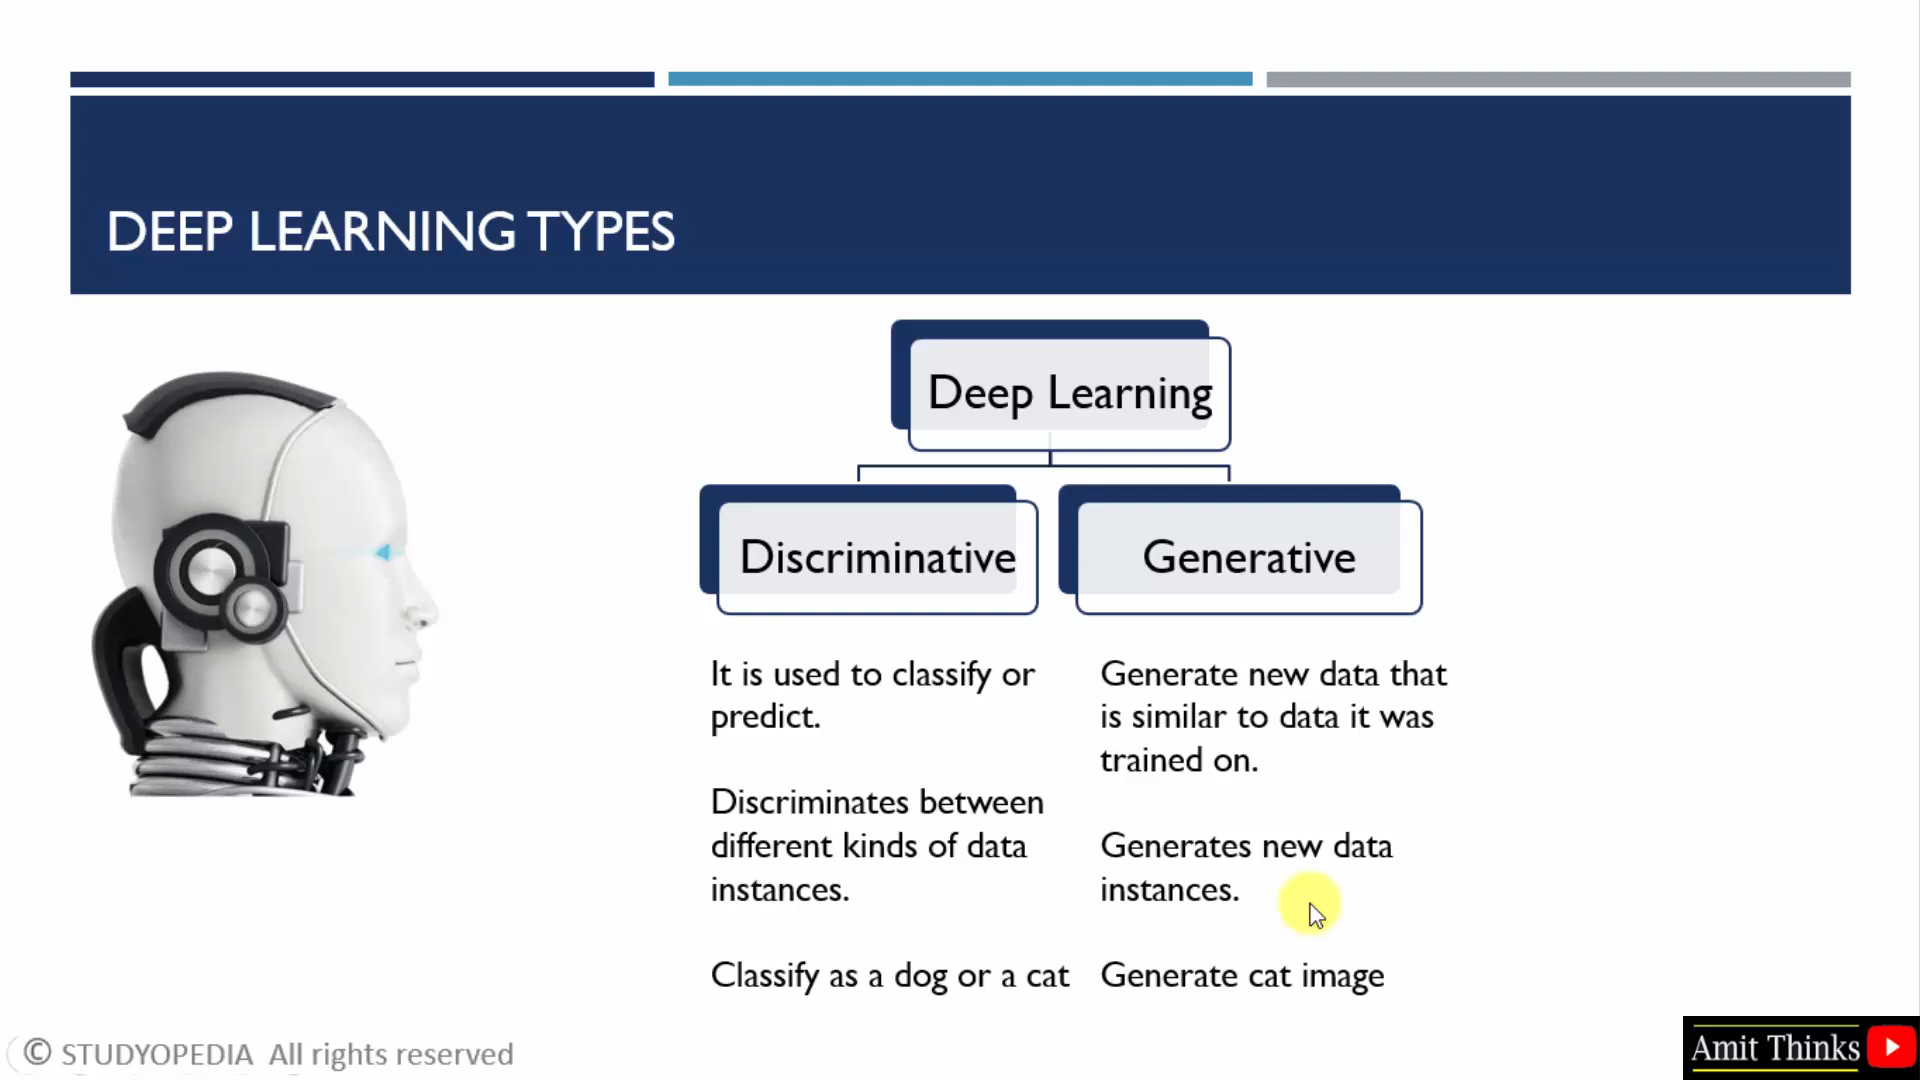 DEEP LEARNING TYPES
Deep Learning
Discriminative
Generative
It is used to classify or
predict.
Discriminates between
different kinds of data
instances.
Classify as a dog or a cat
Generate new data that
is similar to data it was
trained on.
Generates new data
instances.
Generate cat image
© STUDYOPEDIA All rights reserved
Amit Thinks